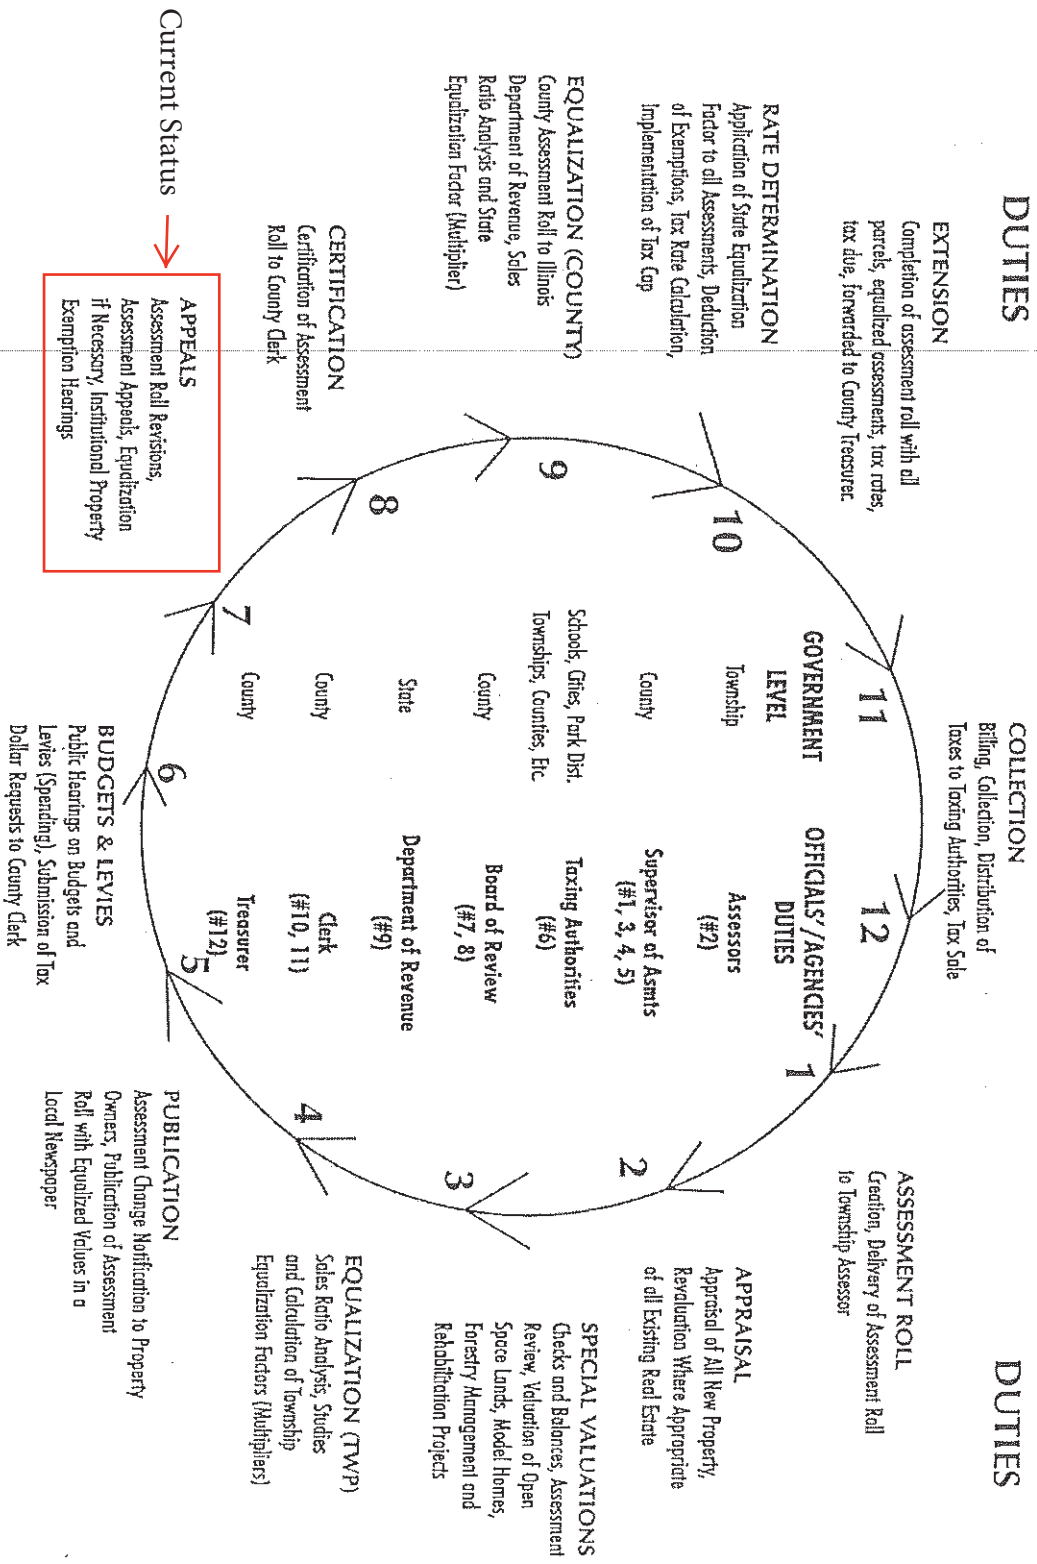 DUTIES
DUTIES
EXTENSION
Completion of assessment roll with all
parcels, equalized assessments, tax rates,
tax due, forwarded to County Treasurer.
COLLECTION
Billing, Collection, Distribution of
Taxes to Taxing Authorities, Tax Sale
ASSESSMENT ROLL
Creation, Delivery of Assessment Roll
to Township Assessor
RATE DETERMINATION
Application of State Equalization
Factor to all Assessments, Deduction
of Exemptions, Tax Rate Calculation,
Implementation of Tax Cap
APPRAISAL
Appraisal of All New Property,
Revaluation Where Appropriate
of all Existing Real Estate
EQUALIZATION (COUNTY)
County Assessment Roll to Illinois
Department of Revenue, Sales
Ratio Analysis and State
Equalization Factor (Multiplier)
SPECIAL VALUATIONS
Checks and Balances, Assessment
Review, Valuation of Open
Space Lands, Model Homes,
Forestry Management and
Rehabilitation Projects
CERTIFICATION
Certification of Assessment
Roll to County Clerk
EQUALIZATION (TWP)
Sales Ratio Analysis, Studies
and Calculation of Township
Equalization Factors (Multipliers)
Current Status
APPEALS
Assessment Roll Revisions,
Assessment Appeals, Equalization
if Necessary, Institutional Property
Exemption Hearings
BUDGETS & LEVIES
Public Hearings on Budgets and
Levies (Spending), Submission of Tax
Dollar Requests to County Clerk
PUBLICATION
Assessment Change Notification to Property
Owners, Publication of Assessment
Roll with Equalized Values in a
Local Newspaper
1
2
3
4
5
6
7
8
9
10
11
12
GOVERNMENT
LEVEL
OFFICIALS'/AGENCIES'
DUTIES
Township
Assessors
(#2)
County
Supervisor of Asmts
(#1, 3, 4, 5)
Schools, Cities, Park Dist.
Townships, Counties, Etc.
Taxing Authorities
(#6)
County
Board of Review
(#7, 8)
State
Department of Revenue
(#9)
County
Clerk
(#10, 11)
County
Treasurer
(#12)